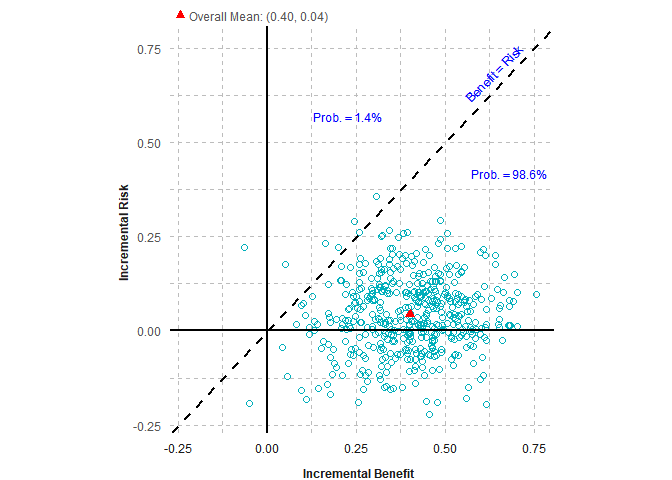 Overall Mean: (0.40, 0.04)
0.75
Benefit = Risk
Prob. = 1.4%
0.50
Prob. = 98.6%
Incremental Risk
0.25
0.00
-0.25
-0.25 0.00 0.25 0.50 0.75
Incremental Benefit